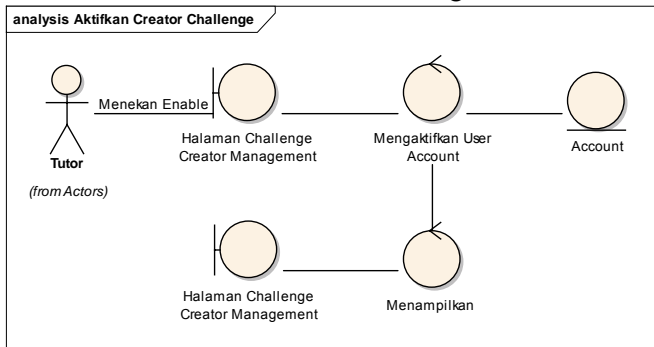 analysis Aktifkan Creator Challenge
Menekan Enable
Tutor
(from Actors)
Halaman Challenge
Creator Management
Mengaktifkan User
Account
Account
Halaman Challenge
Creator Management
Menampilkan